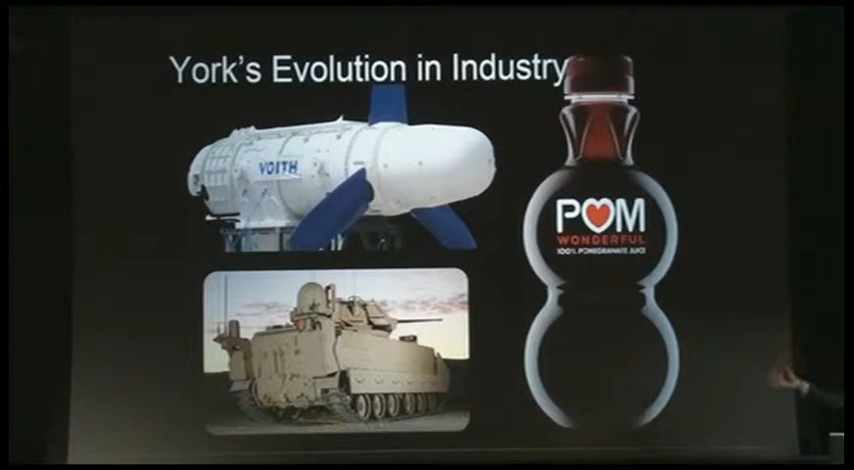 York's Evolution in Industry
VOITH
POM
WONDERFUL
100% POMEGRANATE JUICE